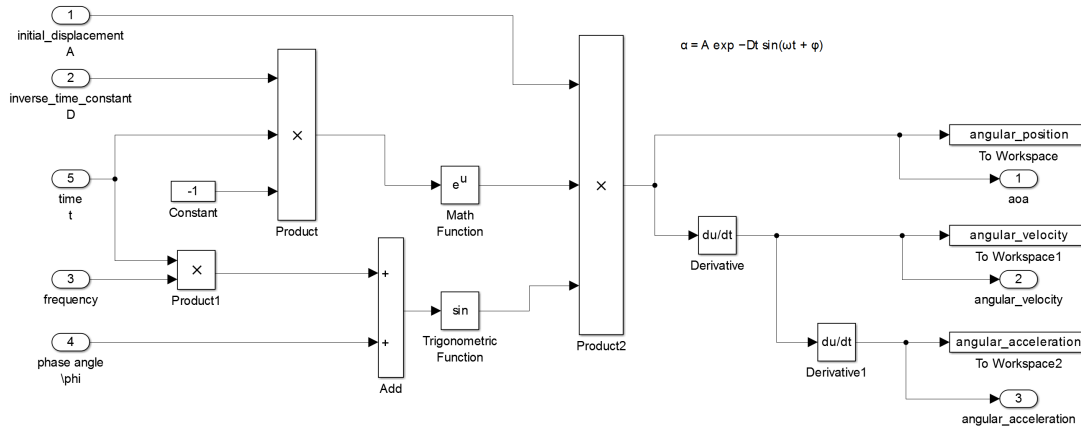 1
initial_displacement
A
2
inverse_time_constant
D
5
time
t
-1
Constant
×
Product
×
Product1
3
frequency
4
phase angle
\phi
e^u
Math
Function
+
+
Add
sin
Trigonometric
Function
×
Product2
α = A exp −Dt sin(ωt + φ)
du/dt
Derivative
du/dt
Derivative1
angular_position
To Workspace
1
aoa
angular_velocity
To Workspace1
2
angular_velocity
angular_acceleration
To Workspace2
3
angular_acceleration